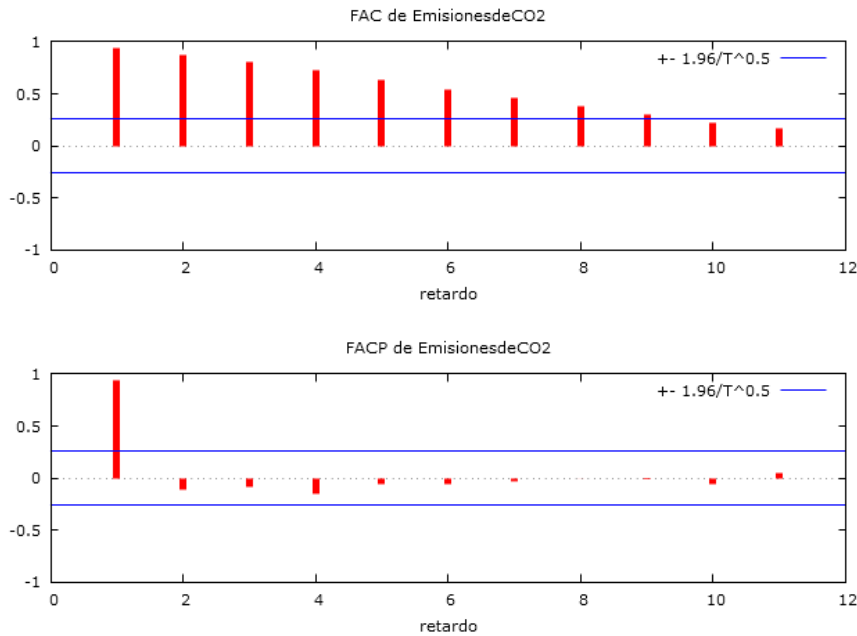 FAC de EmisionesdeCO2
1
+- 1.96/T^0.5
0.5
0
-0.5
-1
0 2 4 6 8 10 12
retardo
FACP de EmisionesdeCO2
1
+- 1.96/T^0.5
0.5
0
-0.5
-1
0 2 4 6 8 10 12
retardo